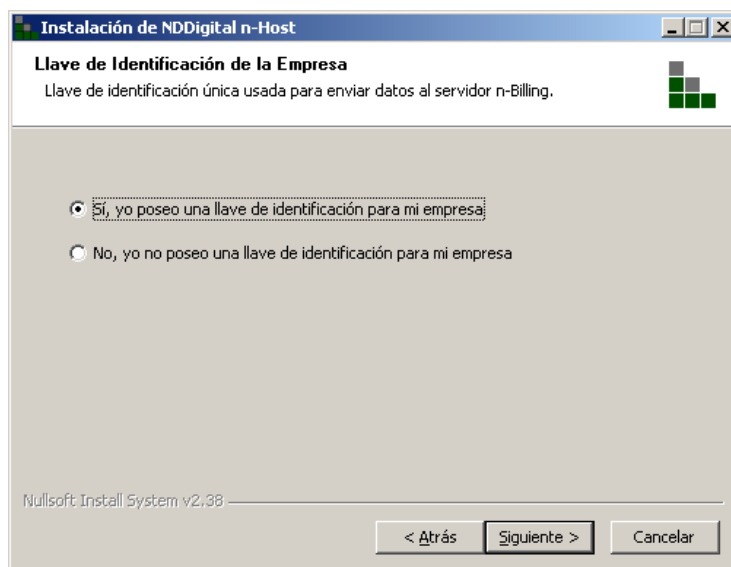 Instalación de NDDigital n-Host
Llave de Identificación de la Empresa
Llave de identificación única usada para enviar datos al servidor n-Billing.
Sí, yo poseo una llave de identificación para mi empresa
No, yo no poseo una llave de identificación para mi empresa
Nullsoft Install System v2.38
< Atrás Siguiente > Cancelar